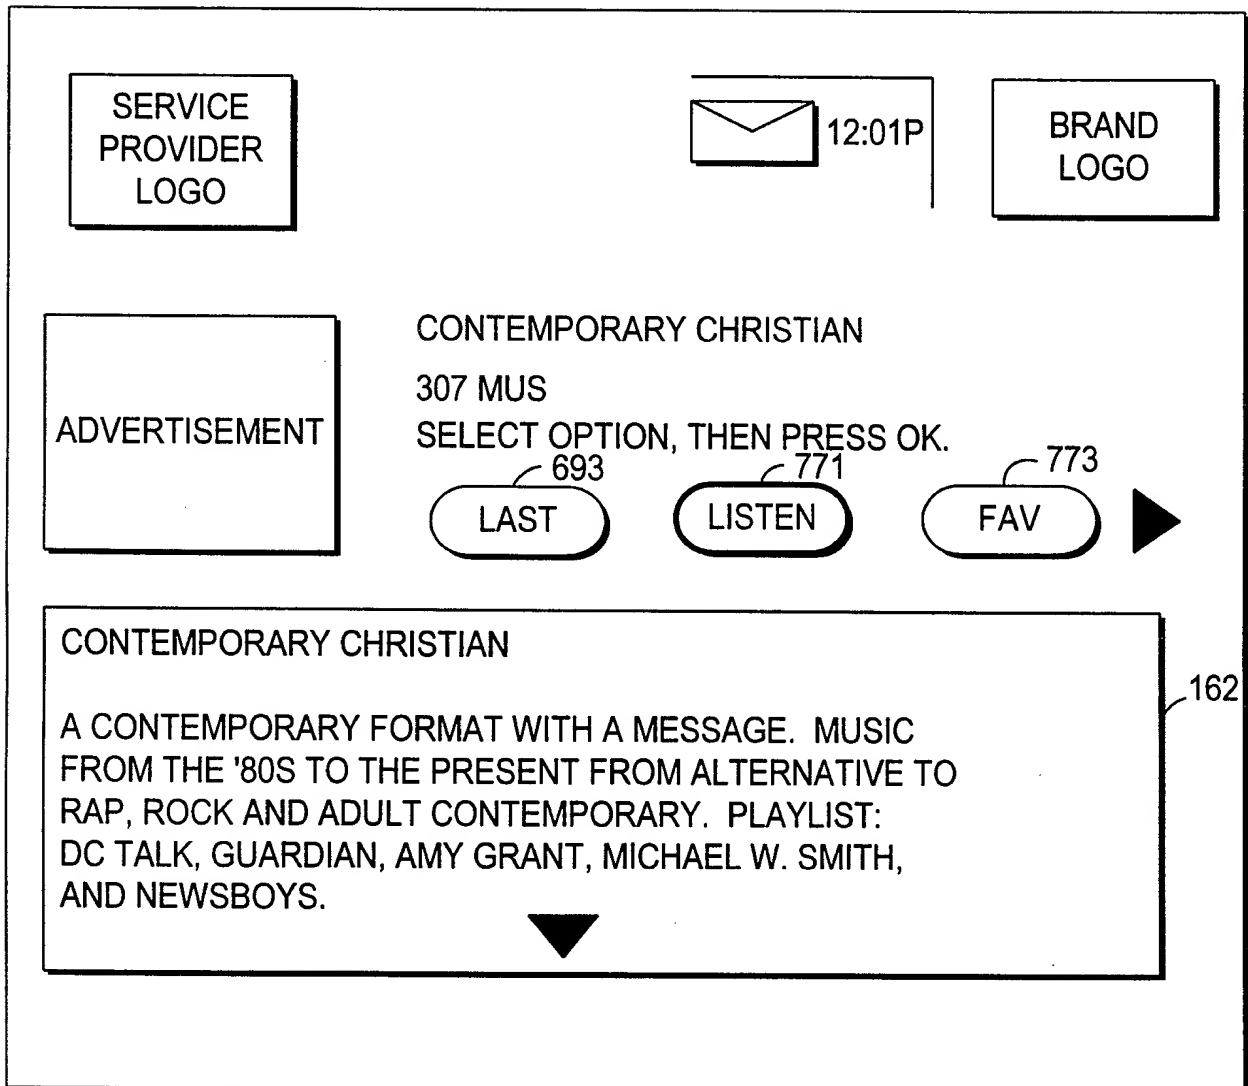 SERVICE
PROVIDER
LOGO
12:01P
BRAND
LOGO
ADVERTISEMENT
CONTEMPORARY CHRISTIAN
307 MUS
SELECT OPTION, THEN PRESS OK.
693
771
773
LAST
LISTEN
FAV
CONTEMPORARY CHRISTIAN
162
A CONTEMPORARY FORMAT WITH A MESSAGE. MUSIC
FROM THE '80S TO THE PRESENT FROM ALTERNATIVE TO
RAP, ROCK AND ADULT CONTEMPORARY. PLAYLIST:
DC TALK, GUARDIAN, AMY GRANT, MICHAEL W. SMITH,
AND NEWSBOYS.